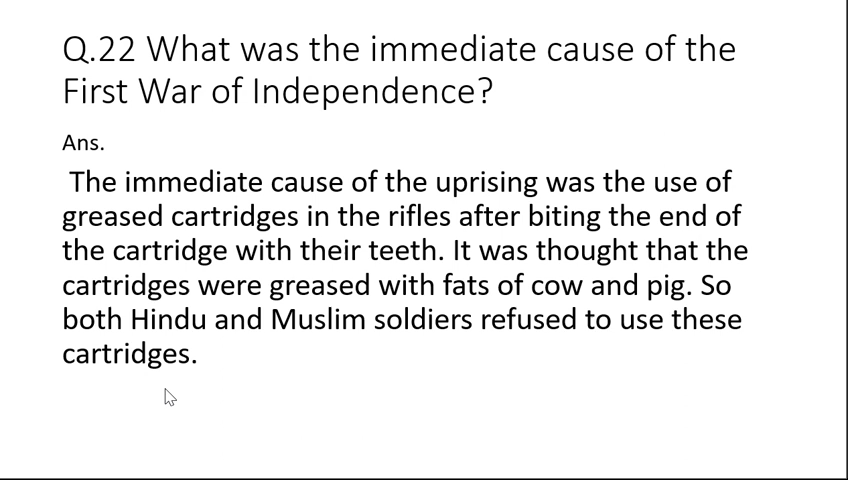 Q.22 What was the immediate cause of the
First War of Independence?
Ans.
The immediate cause of the uprising was the use of
greased cartridges in the rifles after biting the end of
the cartridge with their teeth. It was thought that the
cartridges were greased with fats of cow and pig. So
both Hindu and Muslim soldiers refused to use these
cartridges.